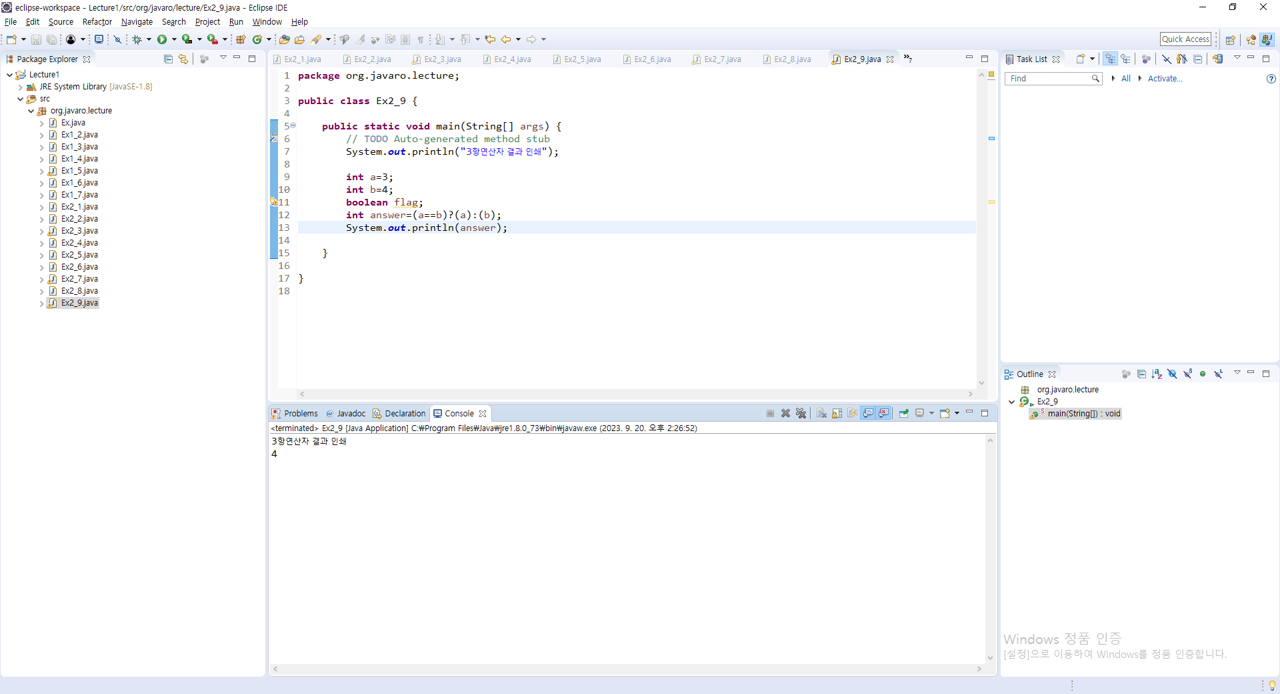 eclipse-workspace - Lecture1/src/org/javaro/lecture/Ex2_9.java - Eclipse IDE
File Edit Source Refactor Navigate Search Project Run Window Help
Quick Access
Package Explorer
Lecture1
JRE System Library [JavaSE-1.8]
src
org.javaro.lecture
Ex.java
Ex1_2.java
Ex1_3.java
Ex1_4.java
Ex1_5.java
Ex1_6.java
Ex1_7.java
Ex2_1.java
Ex2_2.java
Ex2_3.java
Ex2_4.java
Ex2_5.java
Ex2_6.java
Ex2_7.java
Ex2_8.java
Ex2_9.java
Ex2_1.java Ex2_2.java Ex2_3.java Ex2_4.java Ex2_5.java Ex2_6.java Ex2_7.java Ex2_8.java Ex2_9.java »7
1 package org.javaro.lecture;
2
3 public class Ex2_9 {
4
5 public static void main(String[] args) {
6 // TODO Auto-generated method stub
7 System.out.println("3항연산자 결과 인쇄");
8
9 int a=3;
10 int b=4;
11 boolean flag;
12 int answer=(a==b)?(a):(b);
13 System.out.println(answer);
14
15 }
16
17 }
18
Problems Javadoc Declaration Console
<terminated> Ex2_9 [Java Application] C:₩Program Files₩Java₩jre1.8.0_73₩bin₩javaw.exe (2023. 9. 20. 오후 2:26:52)
3항연산자 결과 인쇄
4
Task List
Find All Activate...
Outline
org.javaro.lecture
Ex2_9
main(String[]) : void
Windows 정품 인증
[설정]으로 이동하여 Windows를 정품 인증합니다.